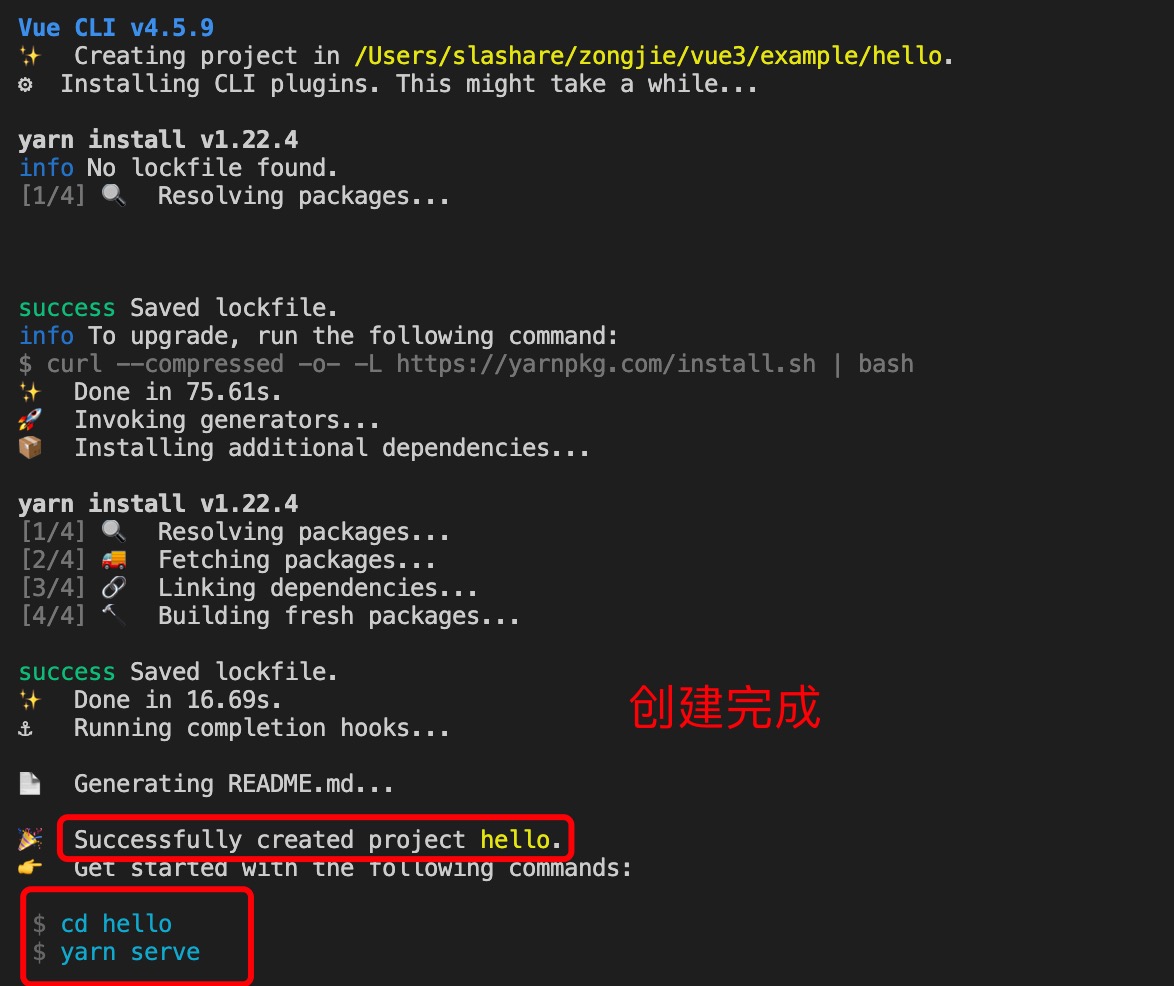 Vue CLI v4.5.9
✨ Creating project in /Users/slashare/zongjie/vue3/example/hello.
⚙ Installing CLI plugins. This might take a while...
yarn install v1.22.4
info No lockfile found.
[1/4] 🔍 Resolving packages...
success Saved lockfile.
info To upgrade, run the following command:
$ curl --compressed -o- -L https://yarnpkg.com/install.sh | bash
✨ Done in 75.61s.
🚀 Invoking generators...
📦 Installing additional dependencies...
yarn install v1.22.4
[1/4] 🔍 Resolving packages...
[2/4] 🚚 Fetching packages...
[3/4] 🔗 Linking dependencies...
[4/4] 🔨 Building fresh packages...
success Saved lockfile.
✨ Done in 16.69s.
创建完成
⚓ Running completion hooks...
📄 Generating README.md...
🎉 Successfully created project hello.
👉 Get started with the following commands:
$ cd hello
$ yarn serve